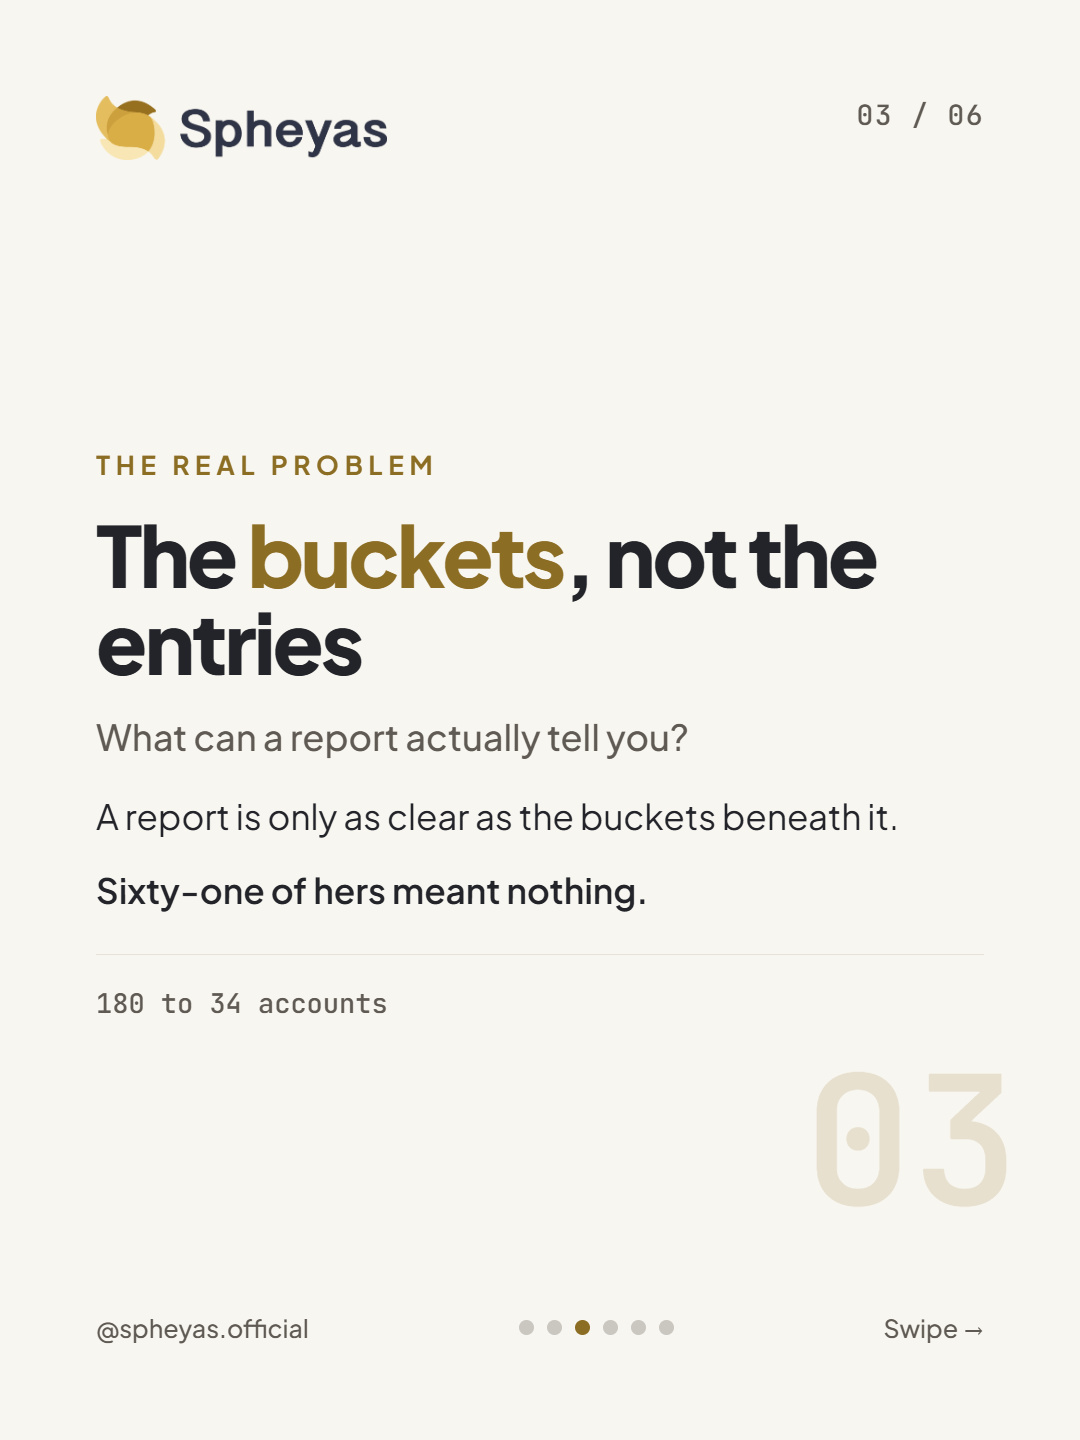 Spheyas
03 / 06
THE REAL PROBLEM
The buckets, not the
entries
What can a report actually tell you?
A report is only as clear as the buckets beneath it.
Sixty-one of hers meant nothing.
180 to 34 accounts
03
@spheyas.official
Swipe →